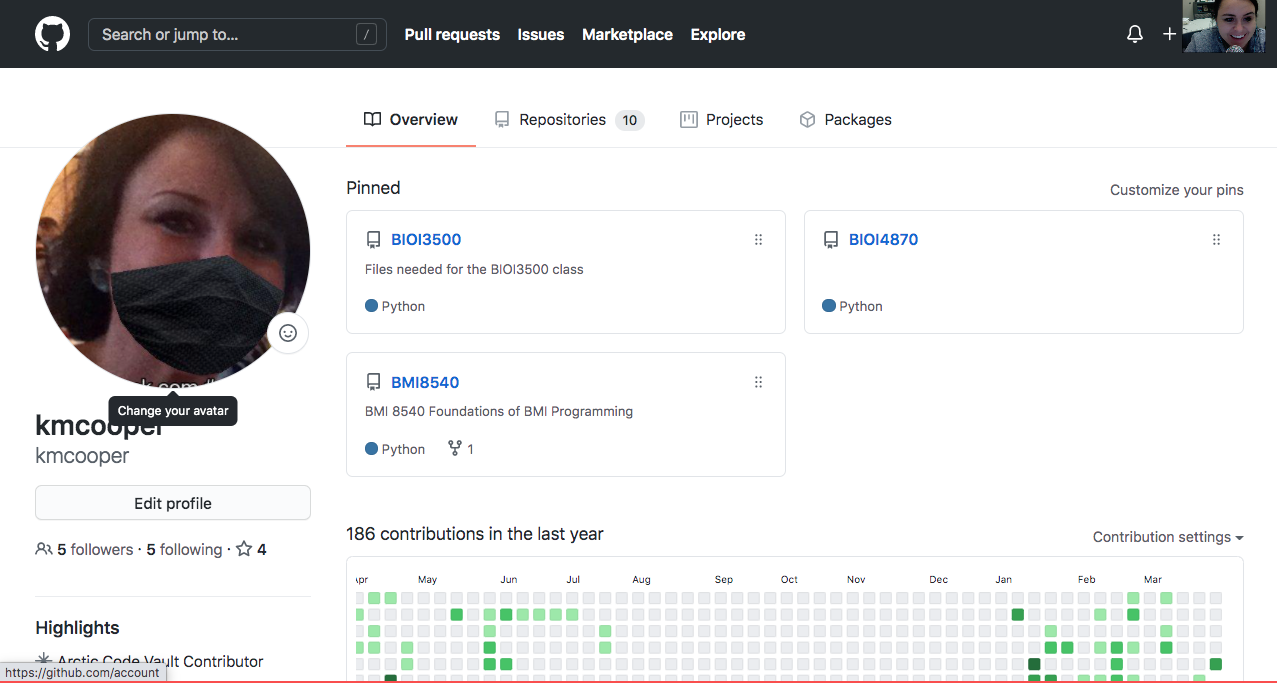 Search or jump to... / Pull requests Issues Marketplace Explore
Overview Repositories 10 Projects Packages
Pinned Customize your pins
BIOI3500
Files needed for the BIOI3500 class
Python
BIOI4870
Python
BMI8540
BMI 8540 Foundations of BMI Programming
Python 1
Change your avatar
kmcooper
kmcooper
Edit profile
5 followers · 5 following · 4
Highlights
Arctic Code Vault Contributor
https://github.com/account
186 contributions in the last year Contribution settings
May Jun Jul Aug Sep Oct Nov Dec Jan Feb Mar